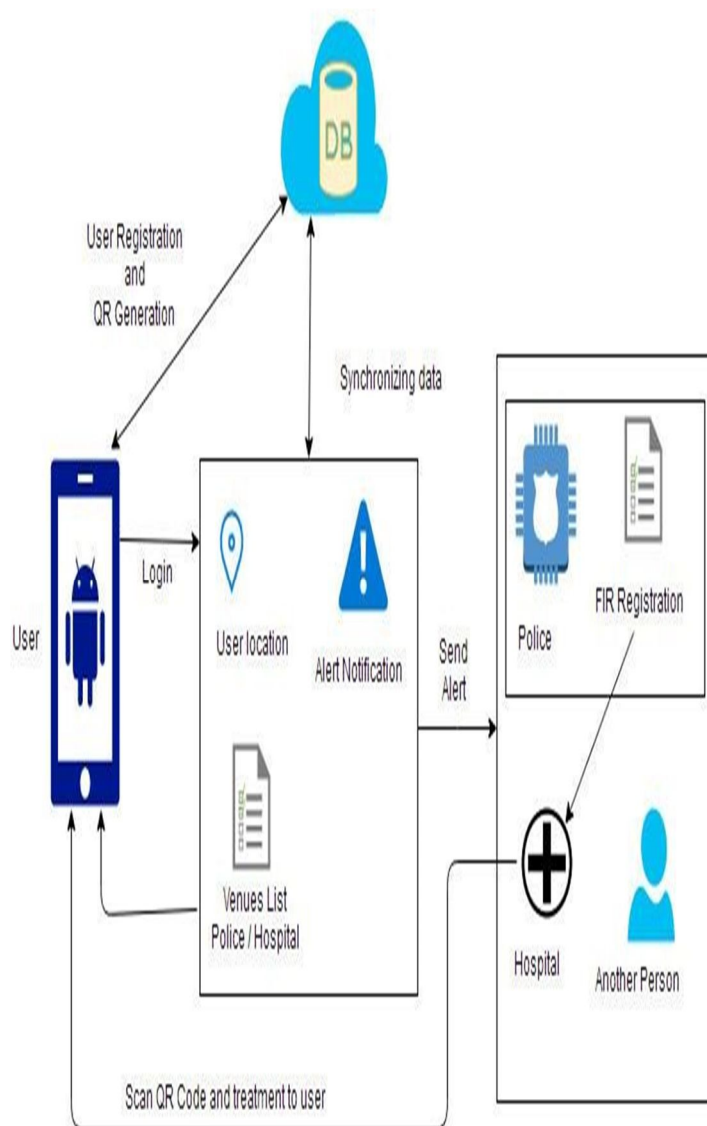 DB
User Registration
and
QR Generation
Synchronizing data
User
Login
User location
Alert Notification
Venues List
Police / Hospital
Send
Alert
Police
FIR Registration
Hospital
Another Person
Scan QR Code and treatment to user